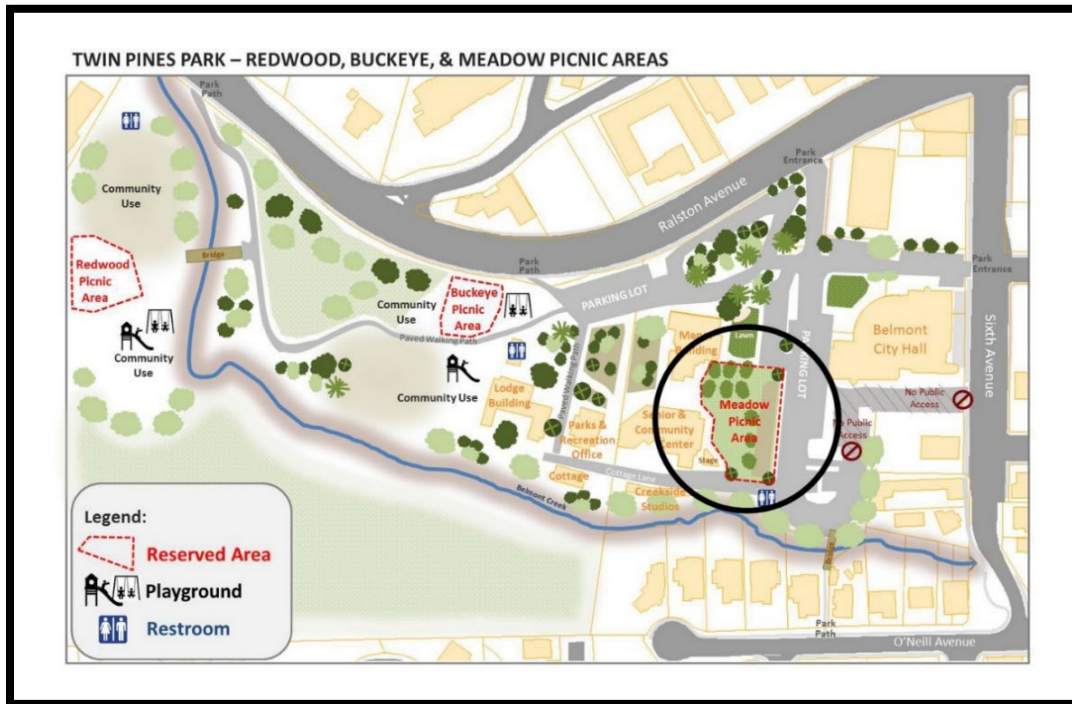 TWIN PINES PARK – REDWOOD, BUCKEYE, & MEADOW PICNIC AREAS
Park
Path
Community
Use
Redwood
Picnic
Area
Bridge
Community
Use
Ralston Avenue
Park
Entrance
Park
Path
Community
Use
Buckeye
Picnic
Area
PARKING LOT
Paved Walking Path
Community Use
Lodge
Building
Paved Walking Path
Parks &
Recreation
Office
Cottage
Cottage Lane
Building
Lawn
Senior &
Community
Center
Stage
Meadow
Picnic
Area
PARKING LOT
Creekside
Studios
Belmont Creek
Belmont
City Hall
Park
Entrance
Sixth Avenue
No Public
Access
No Public
Access
Park
Path
O'Neill Avenue
Legend:
Reserved Area
Playground
Restroom